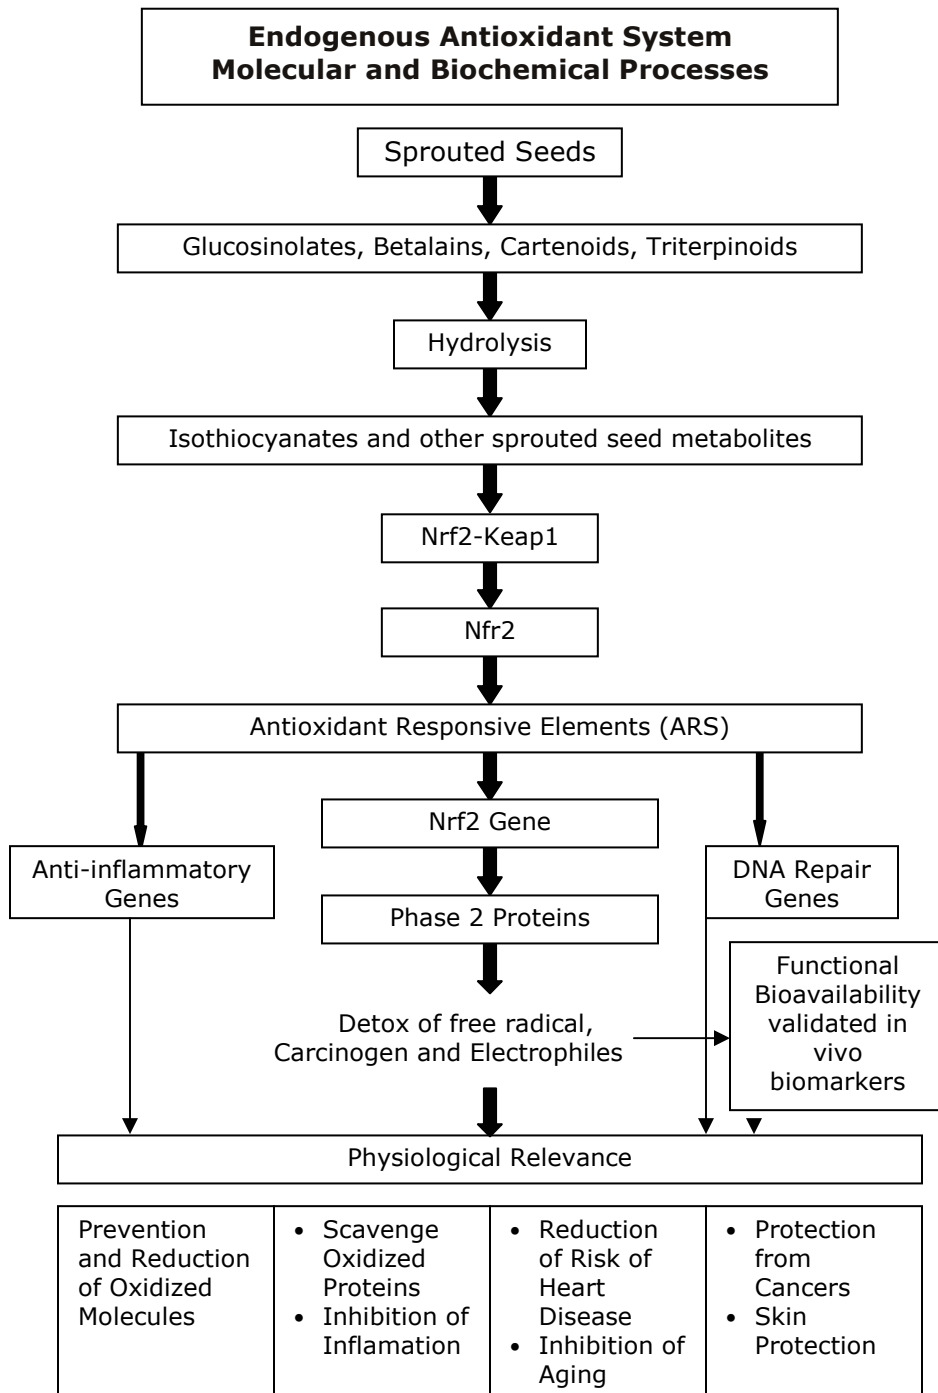 Endogenous Antioxidant System
Molecular and Biochemical Processes
Sprouted Seeds
Glucosinolates, Betalains, Cartenoids, Triterpinoids
Hydrolysis
Isothiocyanates and other sprouted seed metabolites
Nrf2-Keap1
Nfr2
Antioxidant Responsive Elements (ARS)
Nrf2 Gene
Anti-inflammatory
Genes
DNA Repair
Genes
Phase 2 Proteins
Functional
Bioavailability
validated in
vivo
biomarkers
Detox of free radical,
Carcinogen and Electrophiles
Physiological Relevance
Prevention
and Reduction
of Oxidized
Molecules
• Scavenge
Oxidized
Proteins
• Inhibition of
Inflamation
• Reduction
of Risk of
Heart
Disease
• Inhibition of
Aging
• Protection
from
Cancers
• Skin
Protection